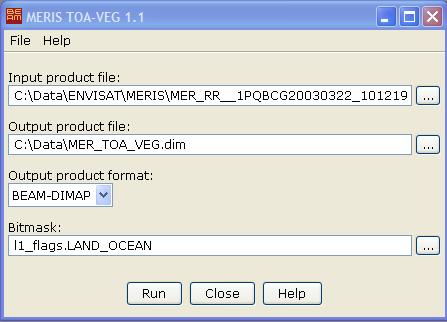 BEAM MERIS TOA-VEG 1.1
File Help
Input product file:
C:\Data\ENVISAT\MERIS\MER_RR__1PQBCG20030322_101219
...
Output product file:
C:\Data\MER_TOA_VEG.dim
...
Output product format:
BEAM-DIMAP
Bitmask:
l1_flags.LAND_OCEAN
...
Run Close Help